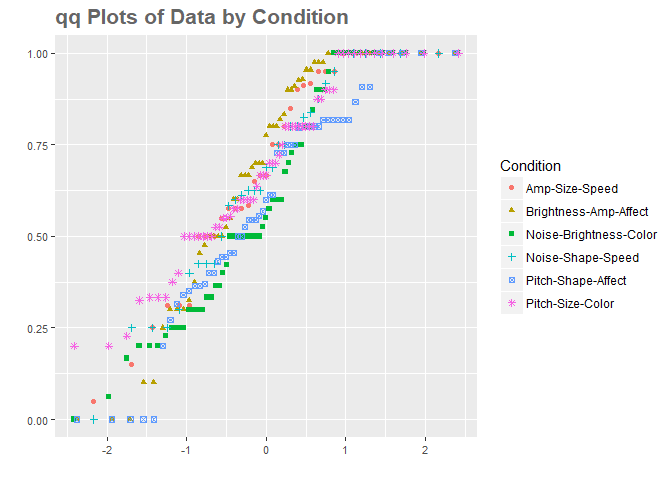 qq Plots of Data by Condition
1.00
0.75
0.50
0.25
0.00
-2
-1
0
1
2
Condition
Amp-Size-Speed
Brightness-Amp-Affect
Noise-Brightness-Color
Noise-Shape-Speed
Pitch-Shape-Affect
Pitch-Size-Color